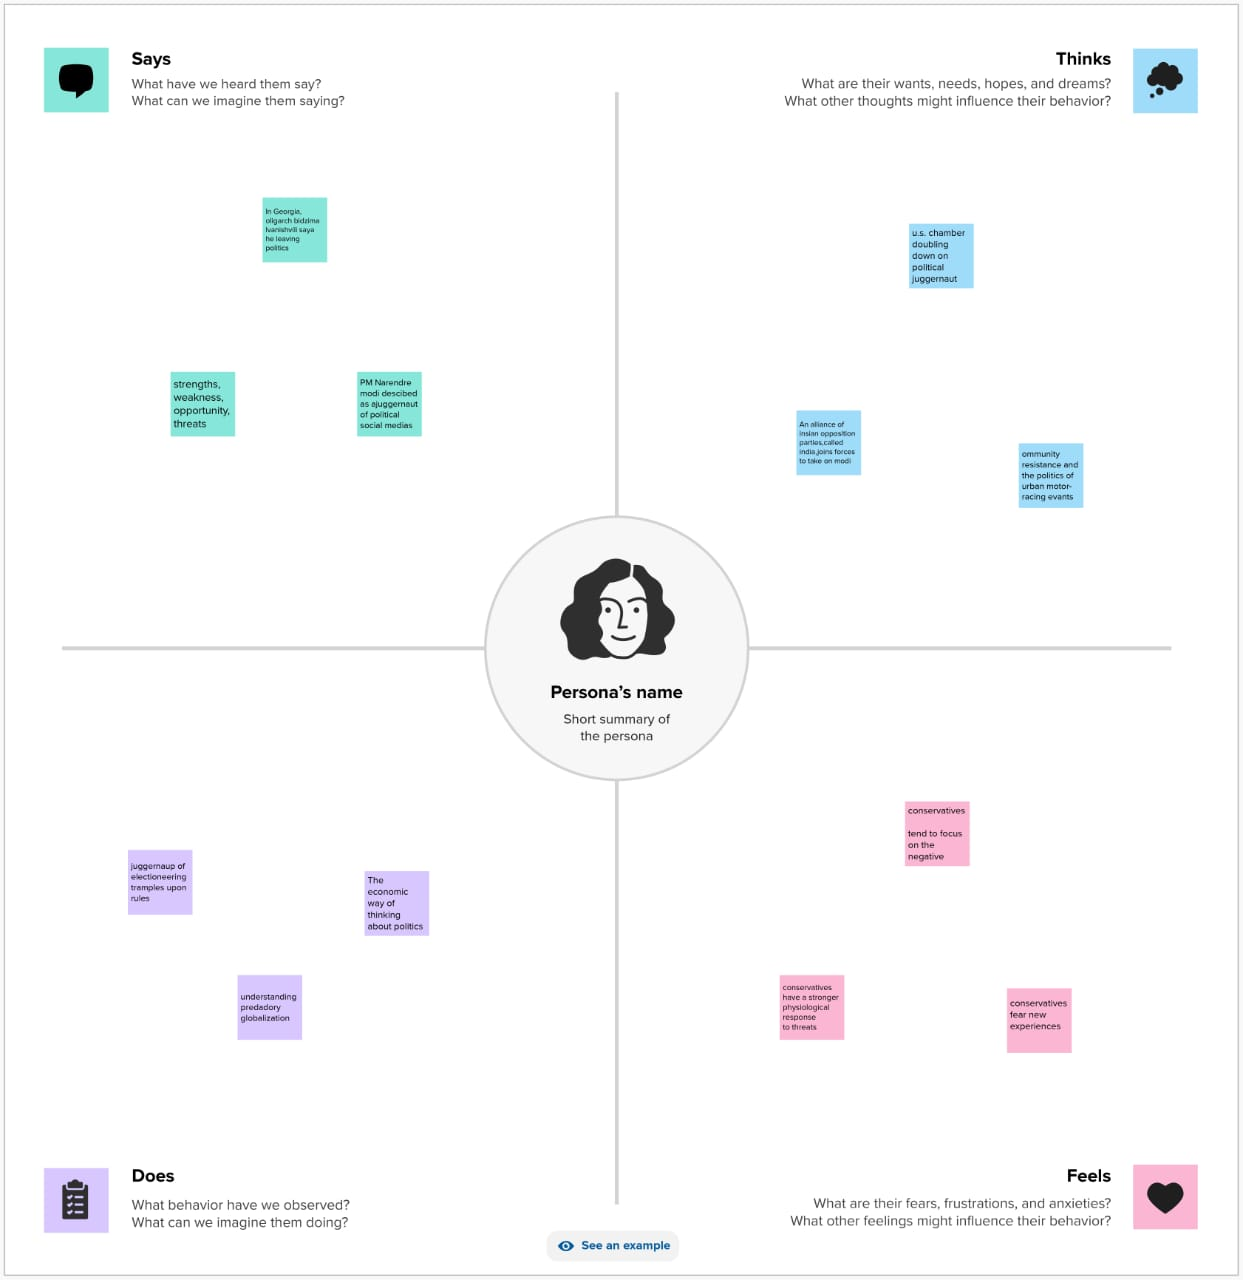 Says
What have we heard them say?
What can we imagine them saying?
Thinks
What are their wants, needs, hopes, and dreams?
What other thoughts might influence their behavior?
In Georgia,
oligarch bidzima
Ivanishvili saya
he leaving
politics
strengths,
weakness,
opportunity,
threats
PM Narendre
modi descibed
as ajuggernaut
of political
social medias
u.s. chamber
doubling
down on
political
juggernaut
An alliance of
insian opposition
parties,called
india,joins forces
to take on modi
ommunity
resistance and
the politics of
urban motor-
racing evants
Persona's name
Short summary of
the persona
juggernaup of
electioneering
tramples upon
rules
The
economic
way of
thinking
about politics
understanding
predadory
globalization
conservatives
tend to focus
on the
negative
conservatives
have a stronger
physiological
response
to threats
conservatives
fear new
experiences
Does
What behavior have we observed?
What can we imagine them doing?
Feels
What are their fears, frustrations, and anxieties?
What other feelings might influence their behavior?
See an example